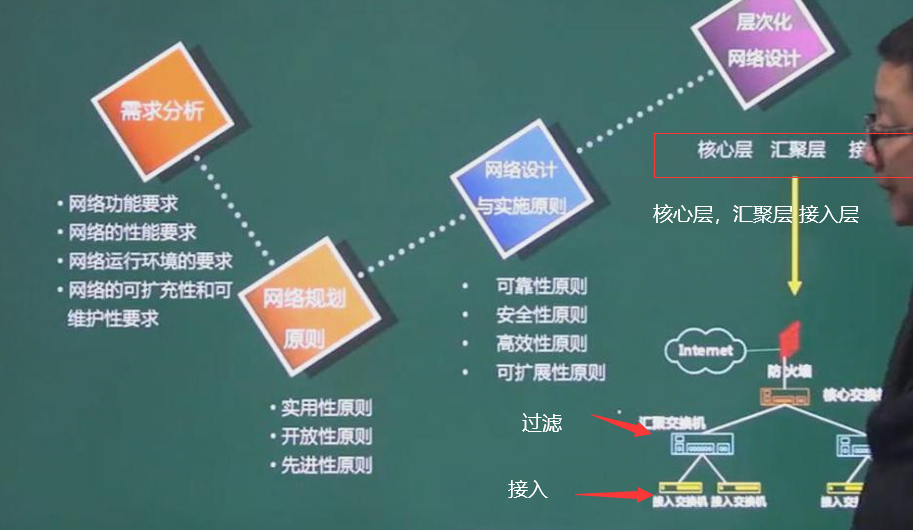 层次化
网络设计
需求分析
核心层 汇聚层 接
网络设计
与实施原则
• 网络功能要求
• 网络的性能要求
• 网络运行环境的要求
• 网络的可扩充性和可
维护性要求
核心层，汇聚层 接入层
网络规划
原则
• 可靠性原则
• 安全性原则
• 高效性原则
• 可扩展性原则
Internet
防火墙
核心交换机
• 实用性原则
• 开放性原则
• 先进性原则
过滤
汇聚交换机
接入
接入交换机 接入交换机 接入交